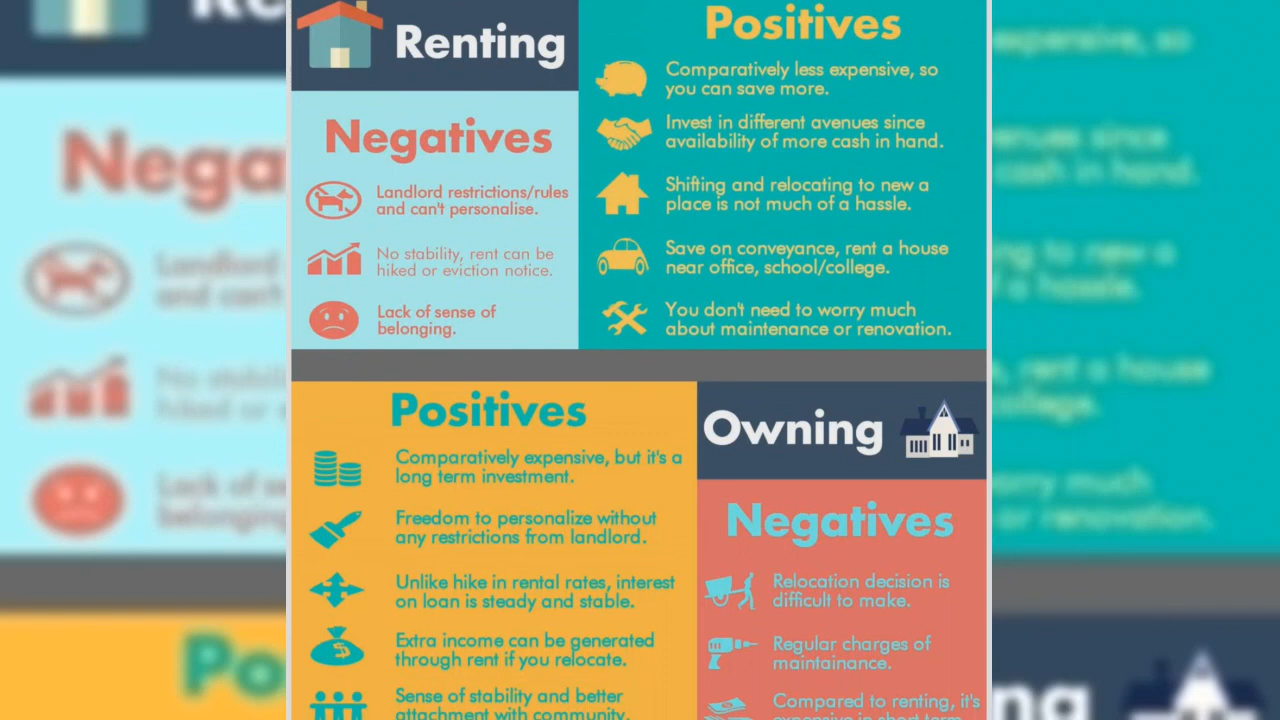 Renting
Negatives
Landlord restrictions/rules
and can't personalise.
No stability, rent can be
hiked or eviction notice.
Lack of sense of
belonging.
Positives
Comparatively less expensive, so
you can save more.
Invest in different avenues since
availability of more cash in hand.
Shifting and relocating to new a
place is not much of a hassle.
Save on conveyance, rent a house
near office, school/college.
You don't need to worry much
about maintenance or renovation.
Positives
Comparatively expensive, but it's a
long term investment.
Freedom to personalize without
any restrictions from landlord.
Unlike hike in rental rates, interest
on loan is steady and stable.
Extra income can be generated
through rent if you relocate.
Sense of stability and better
attachment with community.
Owning
Negatives
Relocation decision is
difficult to make.
Regular charges of
maintainance.
Compared to renting, it's
expensive in short term